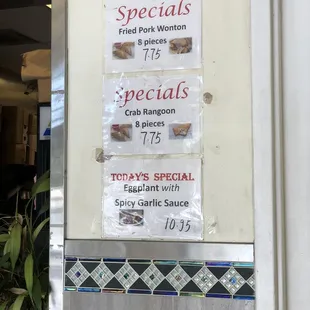 Specials
Fried Pork Wonton
8 pieces
7.75
Specials
Crab Rangoon
8 pieces
7.75
TODAY'S SPECIAL
Eggplant with
Spicy Garlic Sauce
10.95